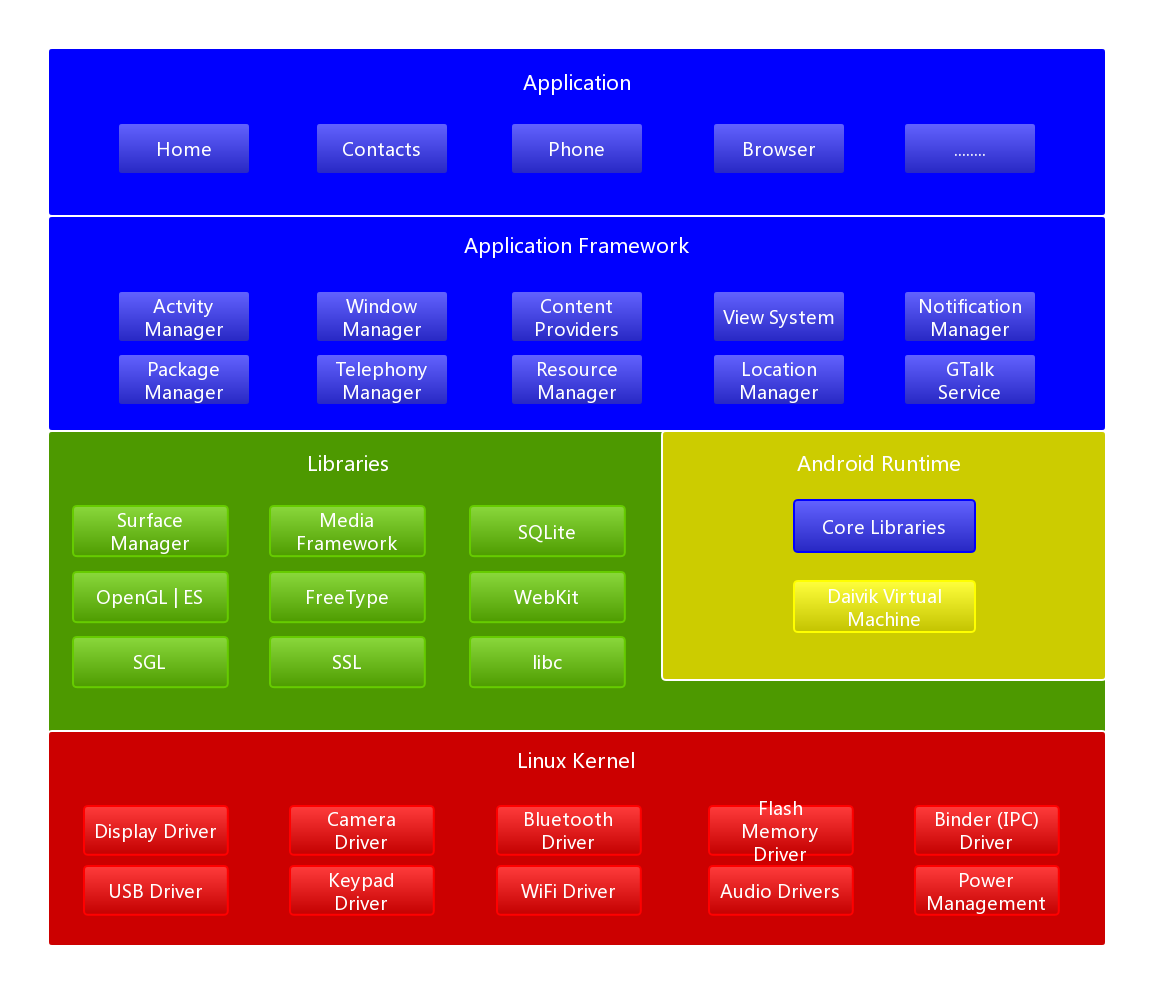 Application
Home
Contacts
Phone
Browser
........
Application Framework
Actvity
Manager
Window
Manager
Content
Providers
View System
Notification
Manager
Package
Manager
Telephony
Manager
Resource
Manager
Location
Manager
GTalk
Service
Libraries
Surface
Manager
Media
Framework
SQLite
OpenGL | ES
FreeType
WebKit
SGL
SSL
libc
Android Runtime
Core Libraries
Daivik Virtual
Machine
Linux Kernel
Display Driver
Camera
Driver
Bluetooth
Driver
Flash
Memory
Driver
Binder (IPC)
Driver
USB Driver
Keypad
Driver
WiFi Driver
Audio Drivers
Power
Management